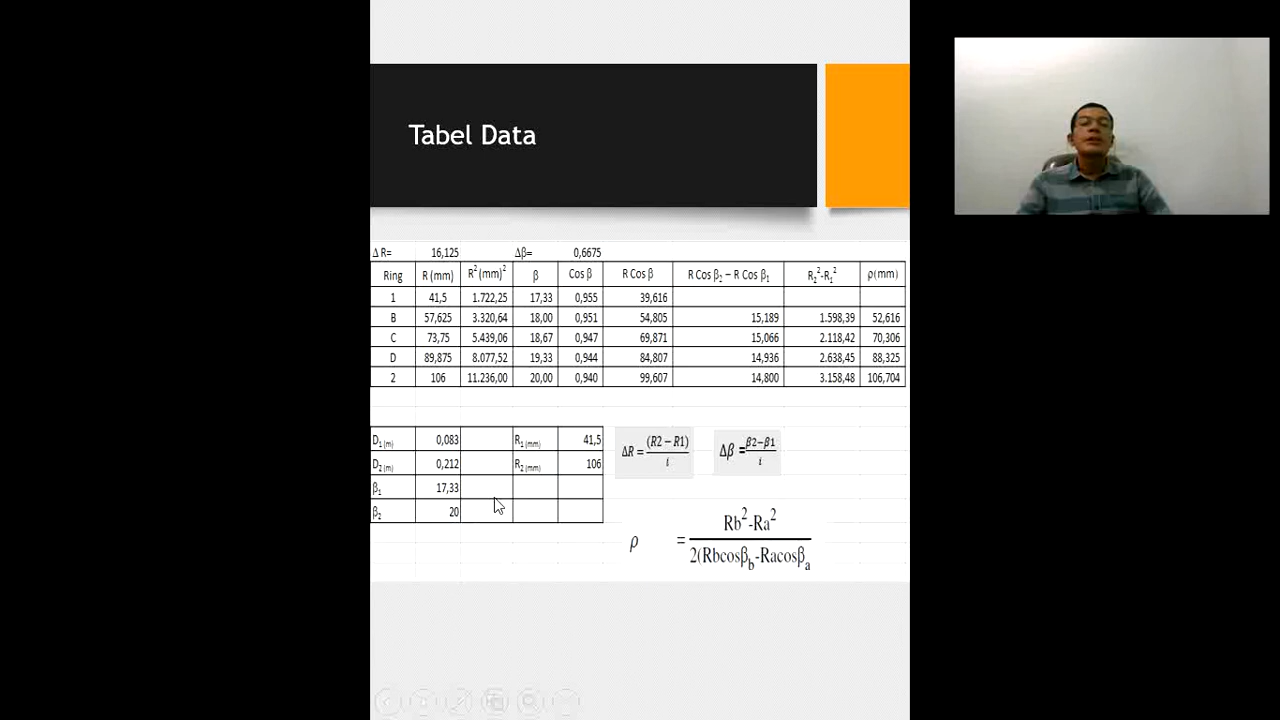 Tabel Data
Δ R= 16,125 Δβ= 0,6675
Ring R (mm) R² (mm)² β Cos β R Cos β R Cos β₂ – R Cos β₁ R₂²-R₁² ρ(mm)
1 41,5 1.722,25 17,33 0,955 39,616
B 57,625 3.320,64 18,00 0,951 54,805 15,189 1.598,39 52,616
C 73,75 5.439,06 18,67 0,947 69,871 15,066 2.118,42 70,306
D 89,875 8.077,52 19,33 0,944 84,807 14,936 2.638,45 88,325
2 106 11.236,00 20,00 0,940 99,607 14,800 3.158,48 106,704
D₁ (m) 0,083 R₁ (mm) 41,5
D₂ (m) 0,212 R₂ (mm) 106
β₁ 17,33
β₂ 20
ΔR = (R2 – R1)
i
Δβ = β2–β1
i
ρ = Rb²-Ra²
2(Rbcosβb-Racosβa